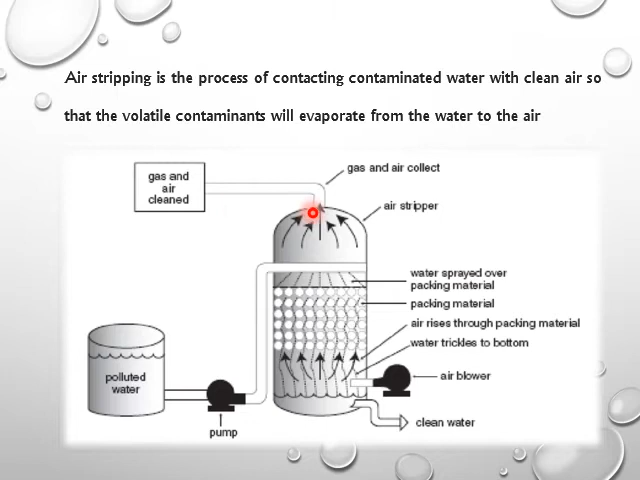 Air stripping is the process of contacting contaminated water with clean air so
that the volatile contaminants will evaporate from the water to the air
gas and air collect
gas and
air
cleaned
air stripper
water sprayed over
packing material
packing material
air rises through packing material
water trickles to bottom
polluted
water
air blower
clean water
pump